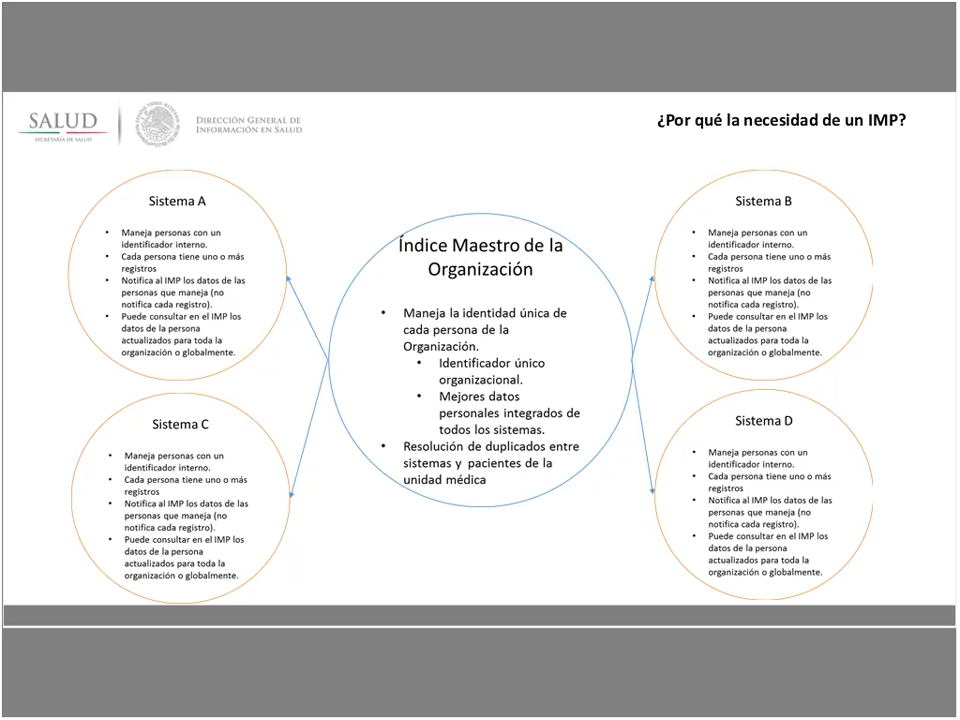 SALUD
SECRETARÍA DE SALUD
DIRECCIÓN GENERAL DE
INFORMACIÓN EN SALUD
¿Por qué la necesidad de un IMP?
Sistema A
• Maneja personas con un
identificador interno.
• Cada persona tiene uno o más
registros
• Notifica al IMP los datos de las
personas que maneja (no
notifica cada registro).
• Puede consultar en el IMP los
datos de la persona
actualizados para toda la
organización o globalmente.
Índice Maestro de la
Organización
• Maneja la identidad única de
cada persona de la
Organización.
• Identificador único
organizacional.
• Mejores datos
personales integrados de
todos los sistemas.
• Resolución de duplicados entre
sistemas y pacientes de la
unidad médica
Sistema B
• Maneja personas con un
identificador interno.
• Cada persona tiene uno o más
registros
• Notifica al IMP los datos de las
personas que maneja (no
notifica cada registro).
• Puede consultar en el IMP los
datos de la persona
actualizados para toda la
organización o globalmente.
Sistema C
• Maneja personas con un
identificador interno.
• Cada persona tiene uno o más
registros
• Notifica al IMP los datos de las
personas que maneja (no
notifica cada registro).
• Puede consultar en el IMP los
datos de la persona
actualizados para toda la
organización o globalmente.
Sistema D
• Maneja personas con un
identificador interno.
• Cada persona tiene uno o más
registros
• Notifica al IMP los datos de las
personas que maneja (no
notifica cada registro).
• Puede consultar en el IMP los
datos de la persona
actualizados para toda la
organización o globalmente.